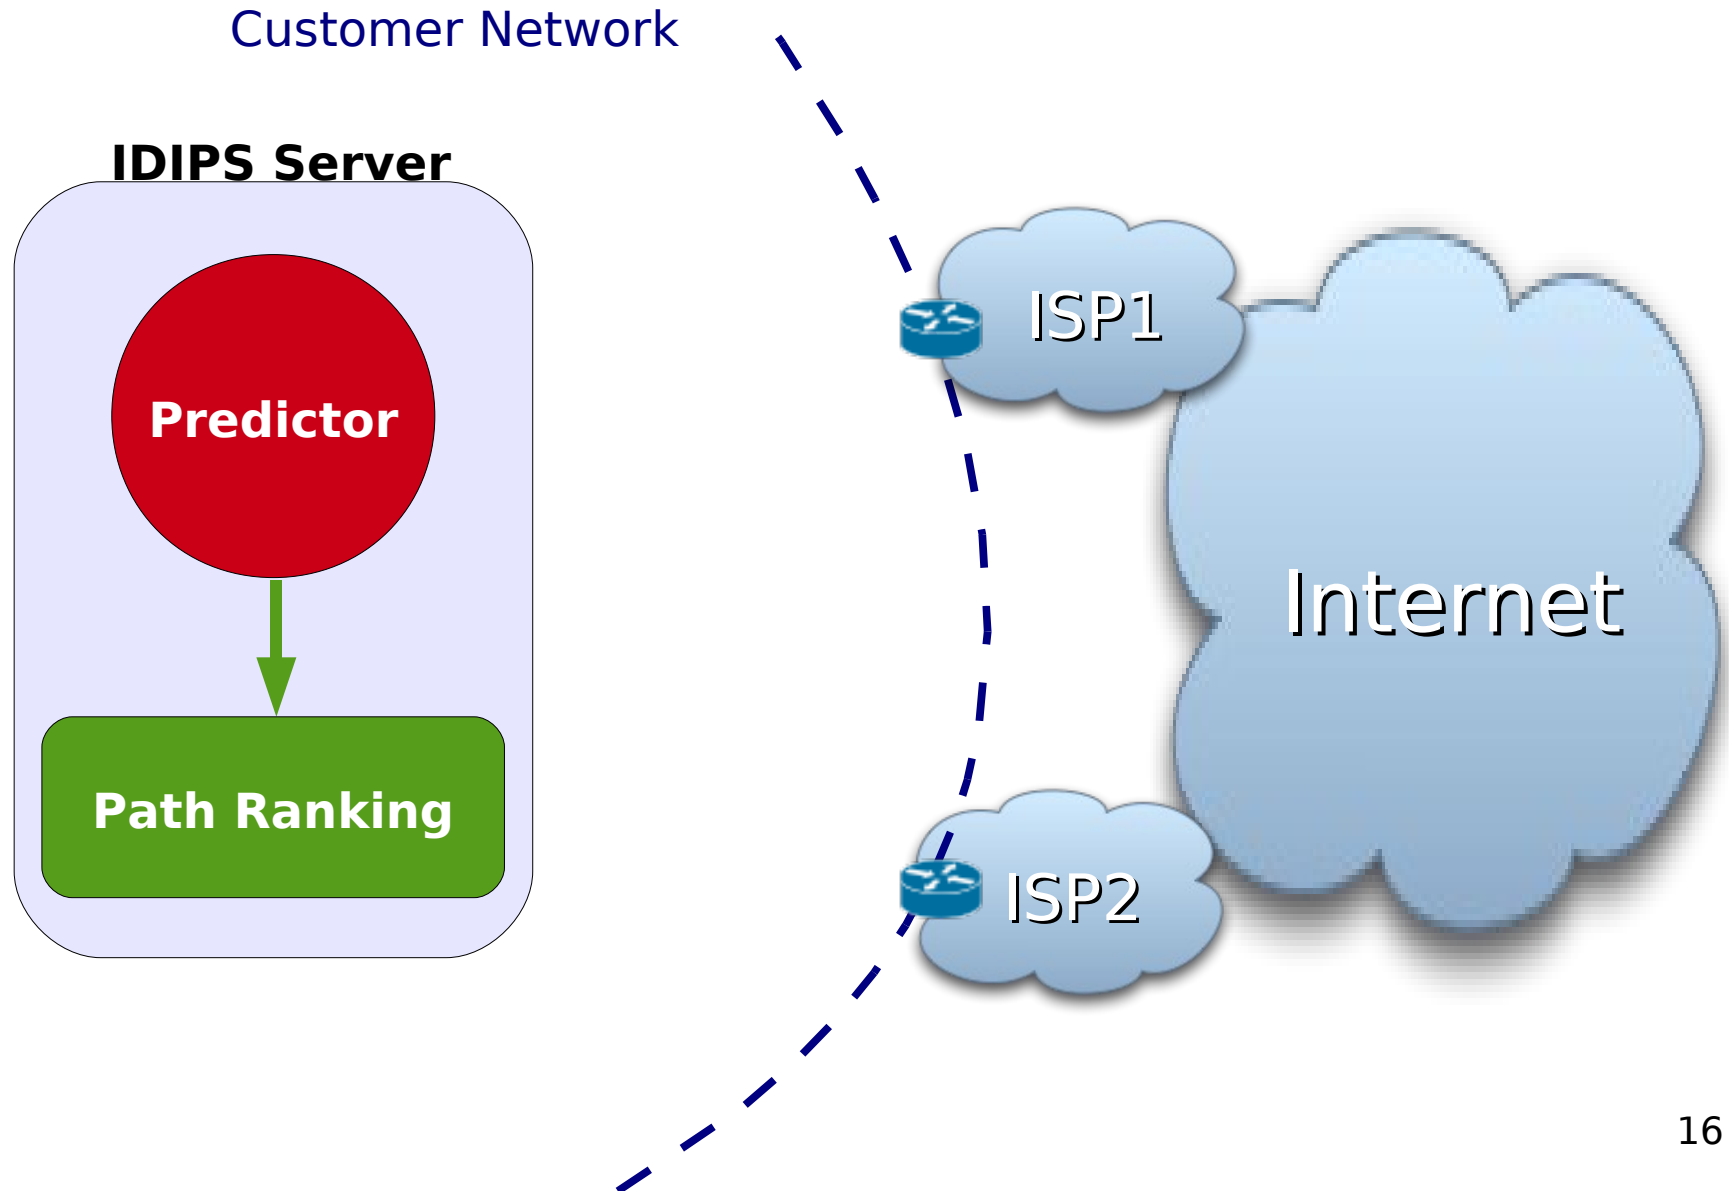 Customer Network
IDIPS Server
Predictor
Path Ranking
ISP1
Internet
ISP2
16